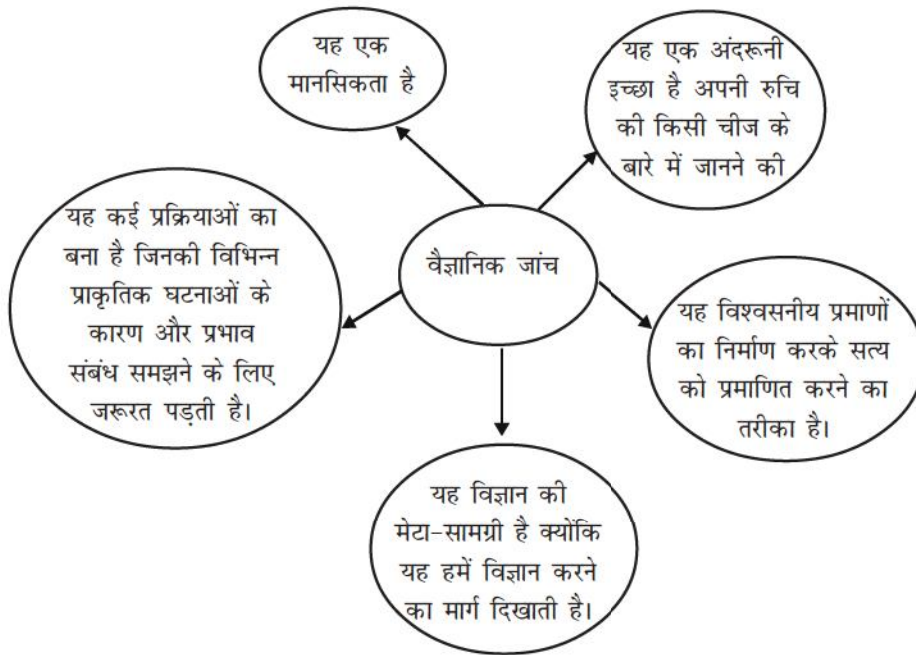 यह एक
मानसिकता है
यह एक अंदरूनी
इच्छा है अपनी रुचि
की किसी चीज के
बारे में जानने की
यह कई प्रक्रियाओं का
बना है जिनकी विभिन्न
प्राकृतिक घटनाओं के
कारण और प्रभाव
संबंध समझने के लिए
जरूरत पड़ती है।
वैज्ञानिक जांच
यह विश्वसनीय प्रमाणों
का निर्माण करके सत्य
को प्रमाणित करने का
तरीका है।
यह विज्ञान की
मेटा-सामग्री है क्योंकि
यह हमें विज्ञान करने
का मार्ग दिखाती है।